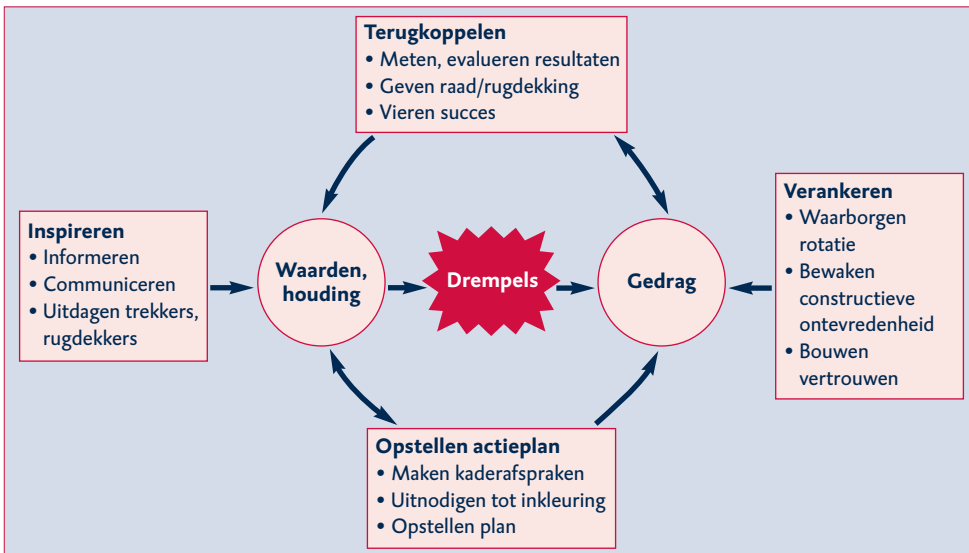 Terugkoppelen
• Meten, evalueren resultaten
• Geven raad/rugdekking
• Vieren succes
Inspireren
• Informeren
• Communiceren
• Uitdagen trekkers,
rugdekkers
Waarden,
houding
Drempels
Gedrag
Verankeren
• Waarborgen
rotatie
• Bewaken
constructieve
ontevredenheid
• Bouwen
vertrouwen
Opstellen actieplan
• Maken kaderafspraken
• Uitnodigen tot inkleuring
• Opstellen plan